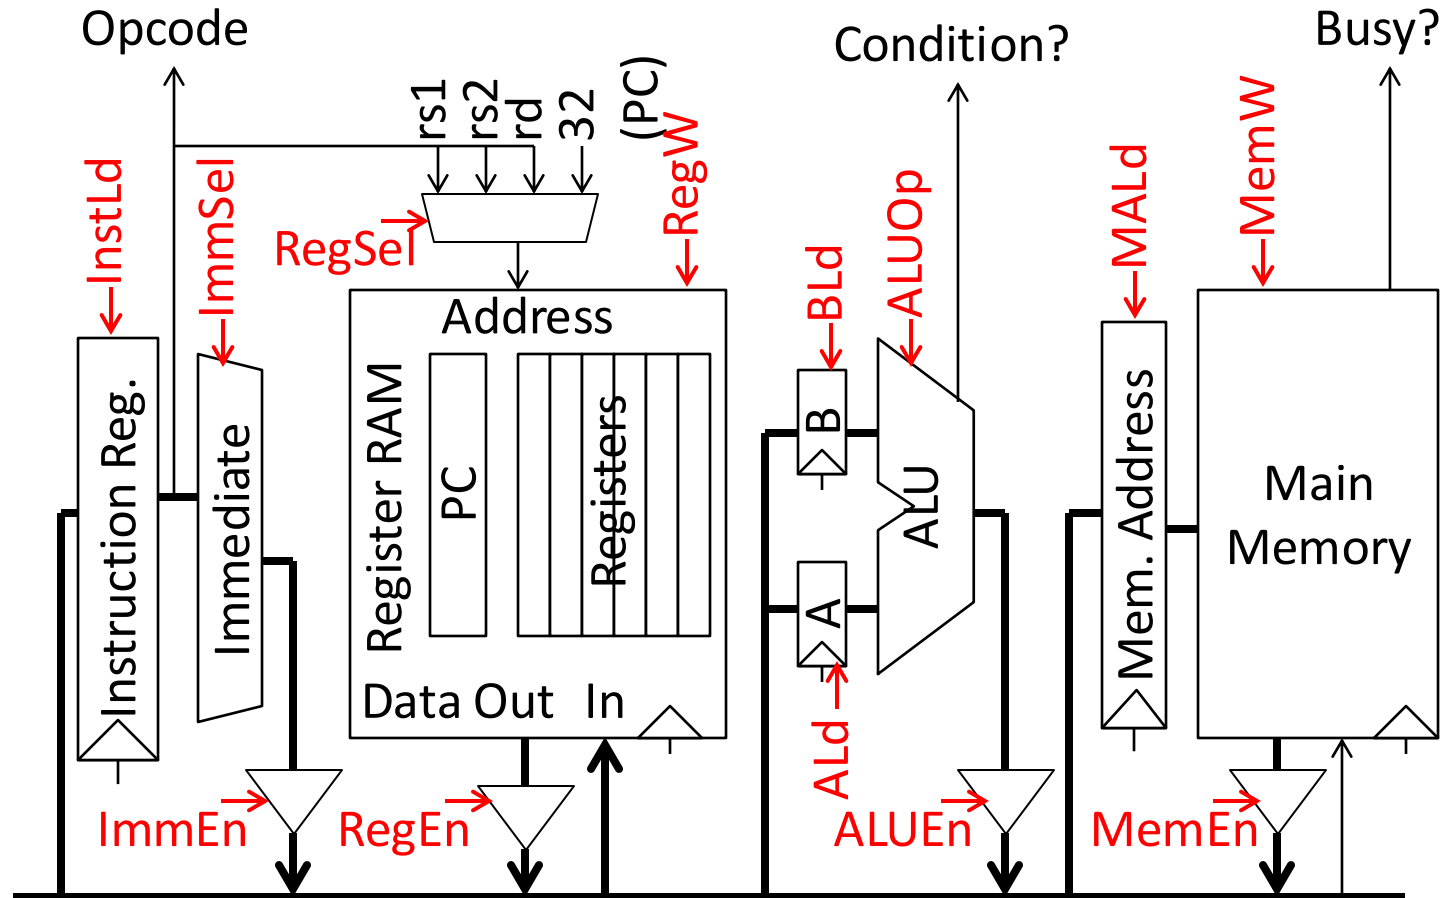 Opcode
Condition?
Busy?
rs1
rs2
rd
32
(PC)
InstLd
ImmSel
RegSel
RegW
BLd
ALUOp
MALd
MemW
Address
Instruction Reg.
Immediate
Register RAM
PC
Registers
B
A
ALU
Mem. Address
Main
Memory
Data Out In
ALd
ImmEn
RegEn
ALUEn
MemEn